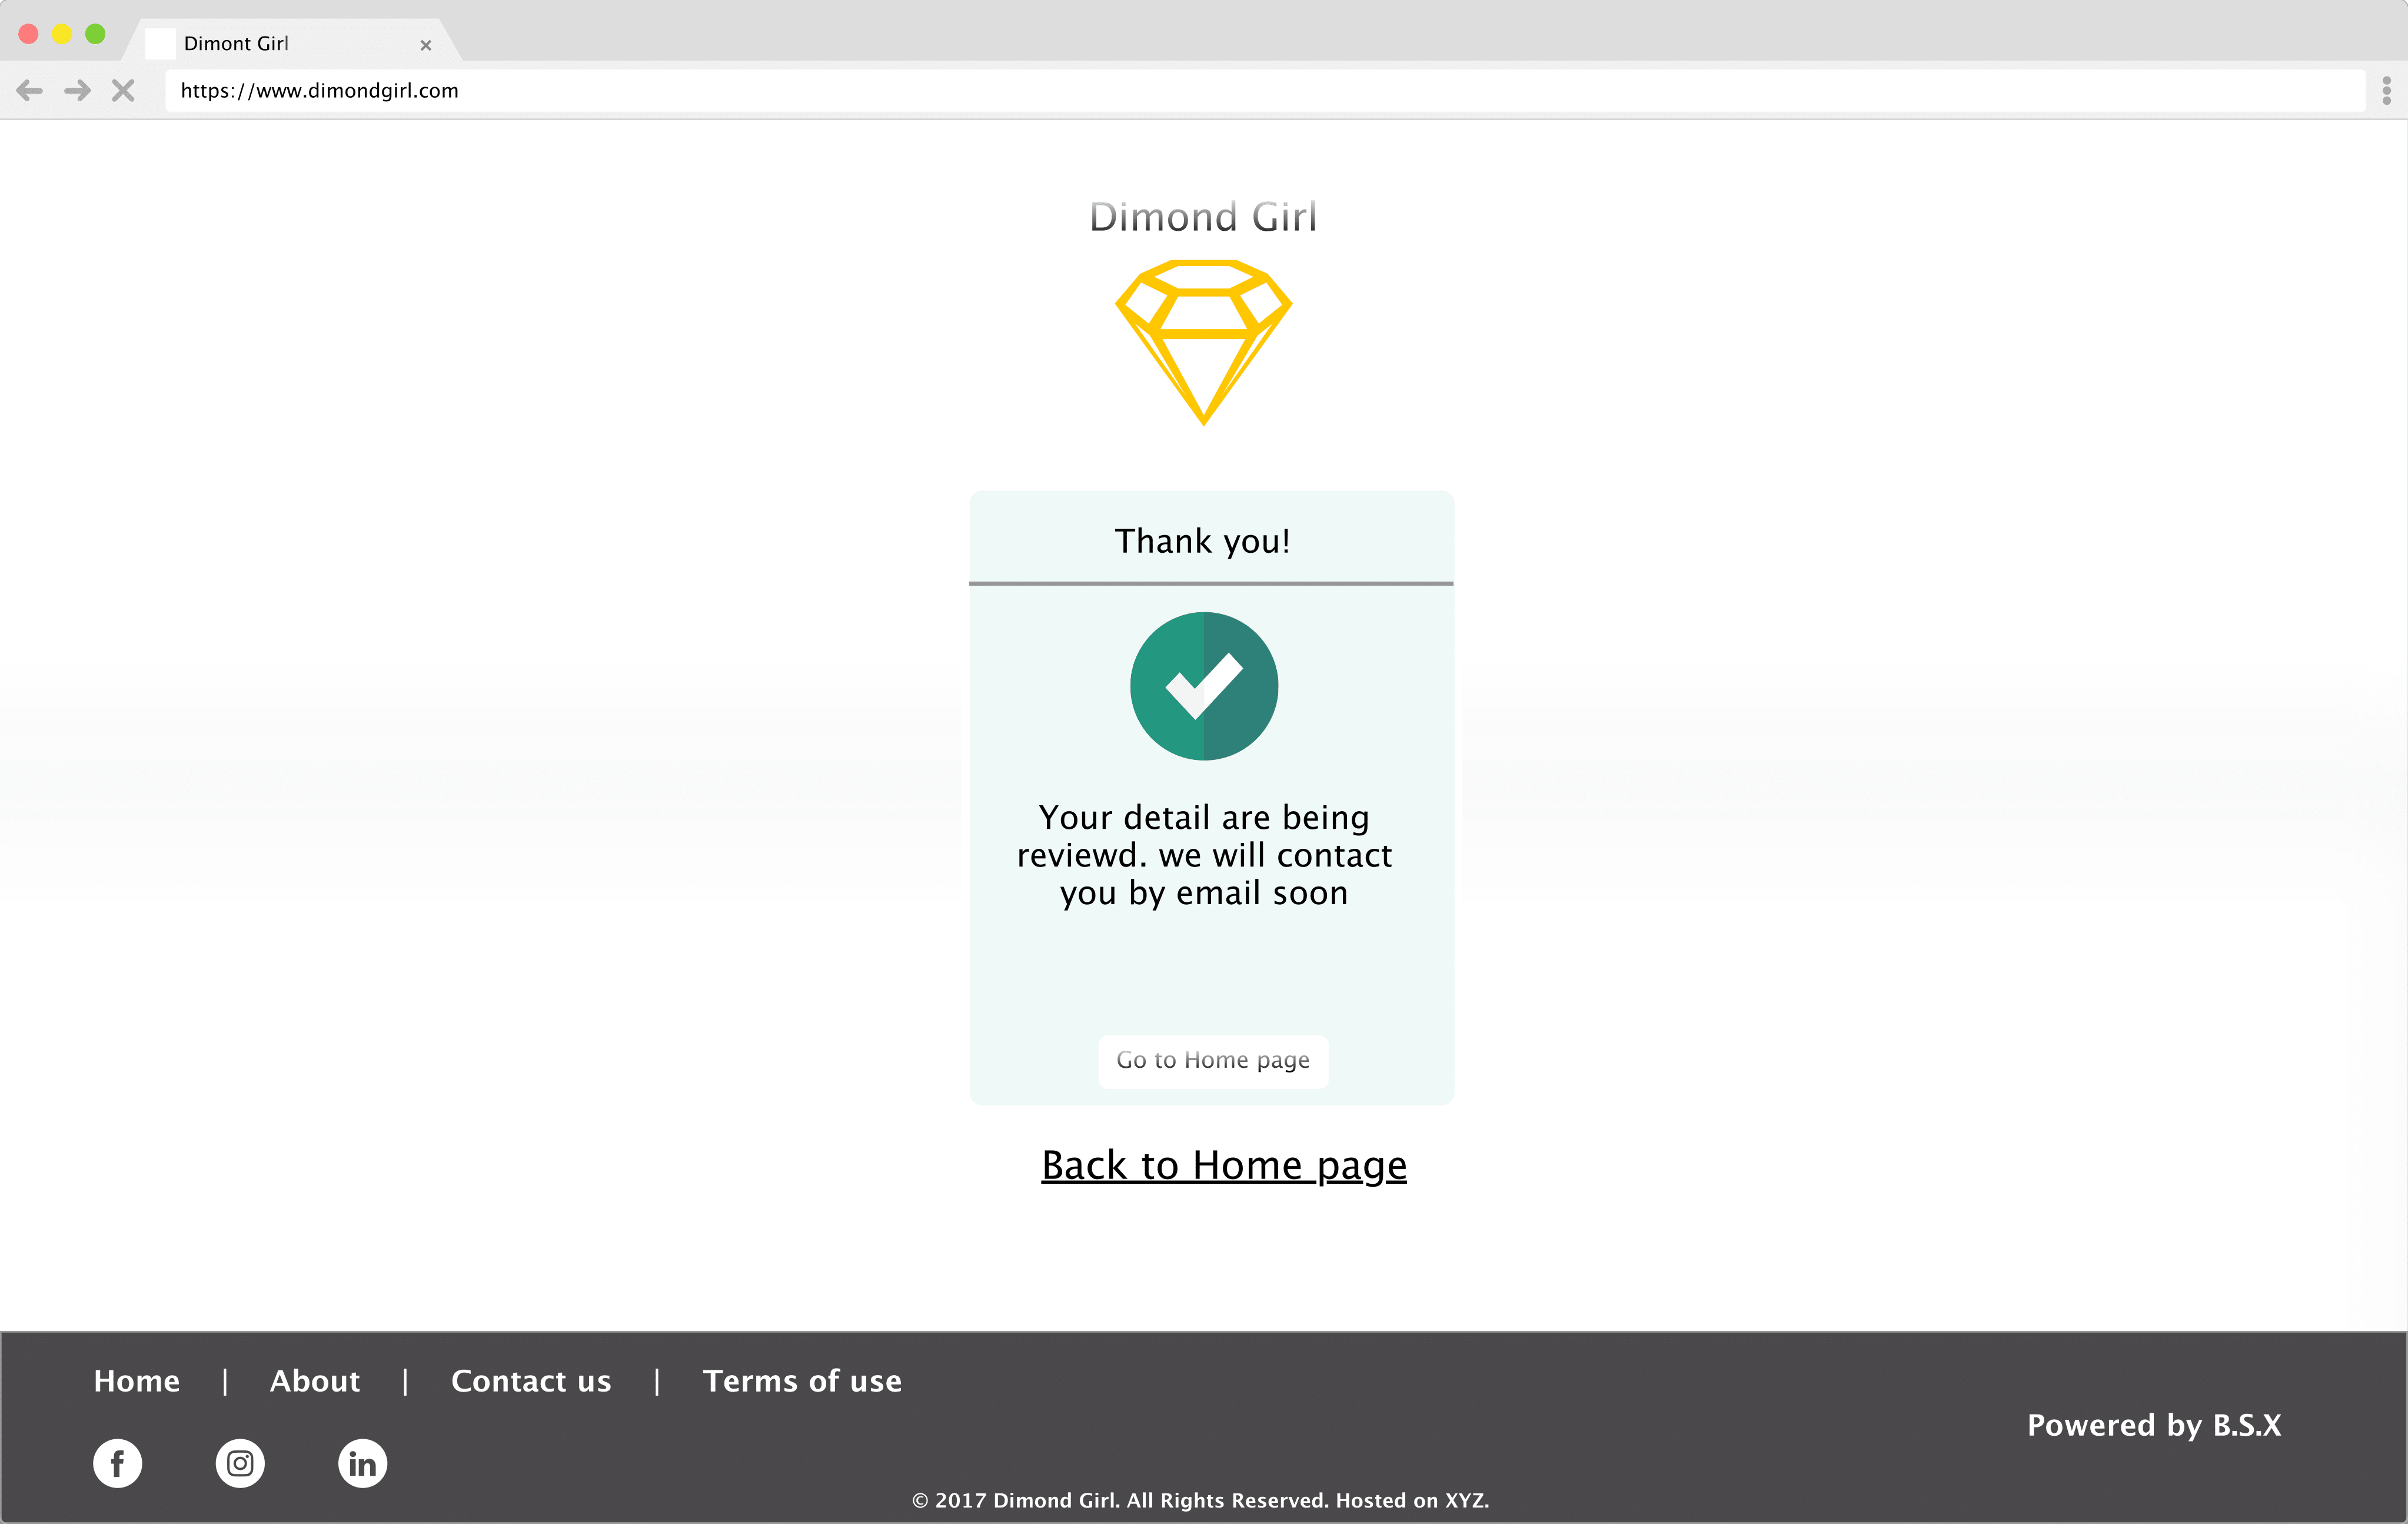 Dimont Girl
https://www.dimondgirl.com
Dimond Girl
Thank you!
Your detail are being
reviewd. we will contact
you by email soon
Go to Home page
Back to Home page
Home | About | Contact us | Terms of use
Powered by B.S.X
© 2017 Dimond Girl. All Rights Reserved. Hosted on XYZ.